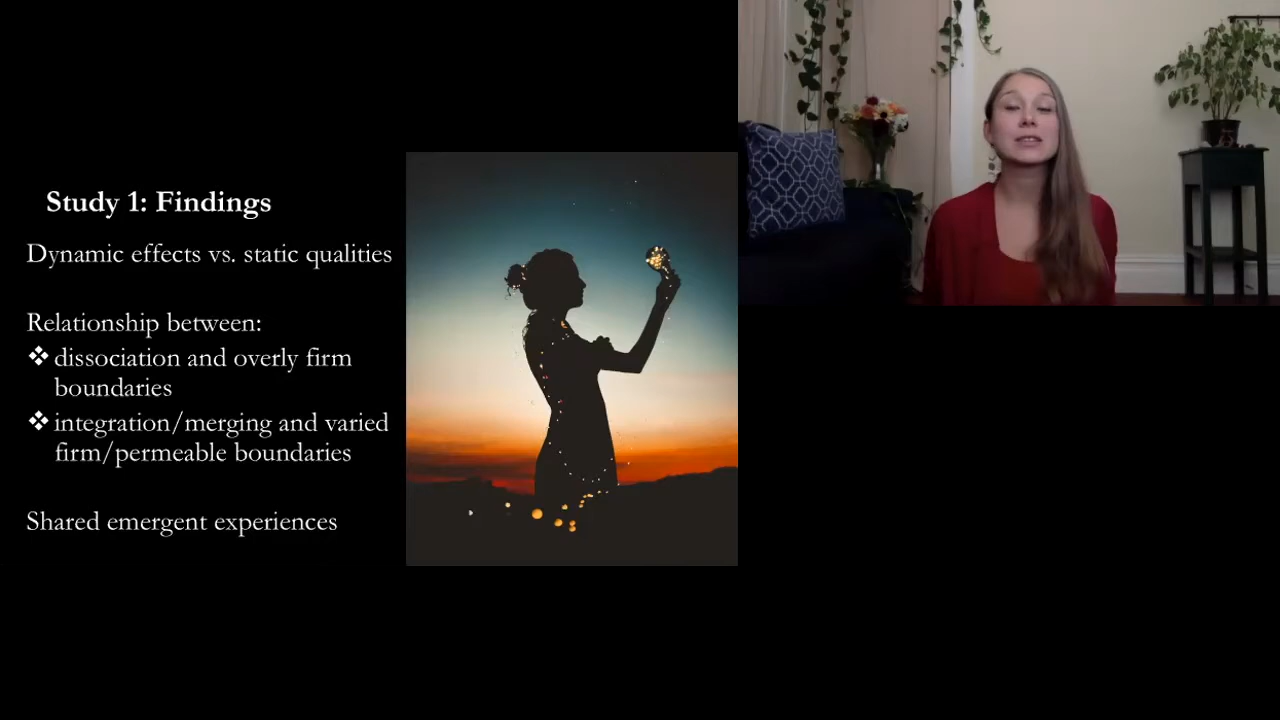 Study 1: Findings
Dynamic effects vs. static qualities
Relationship between:
❖ dissociation and overly firm
boundaries
❖ integration/merging and varied
firm/permeable boundaries
Shared emergent experiences